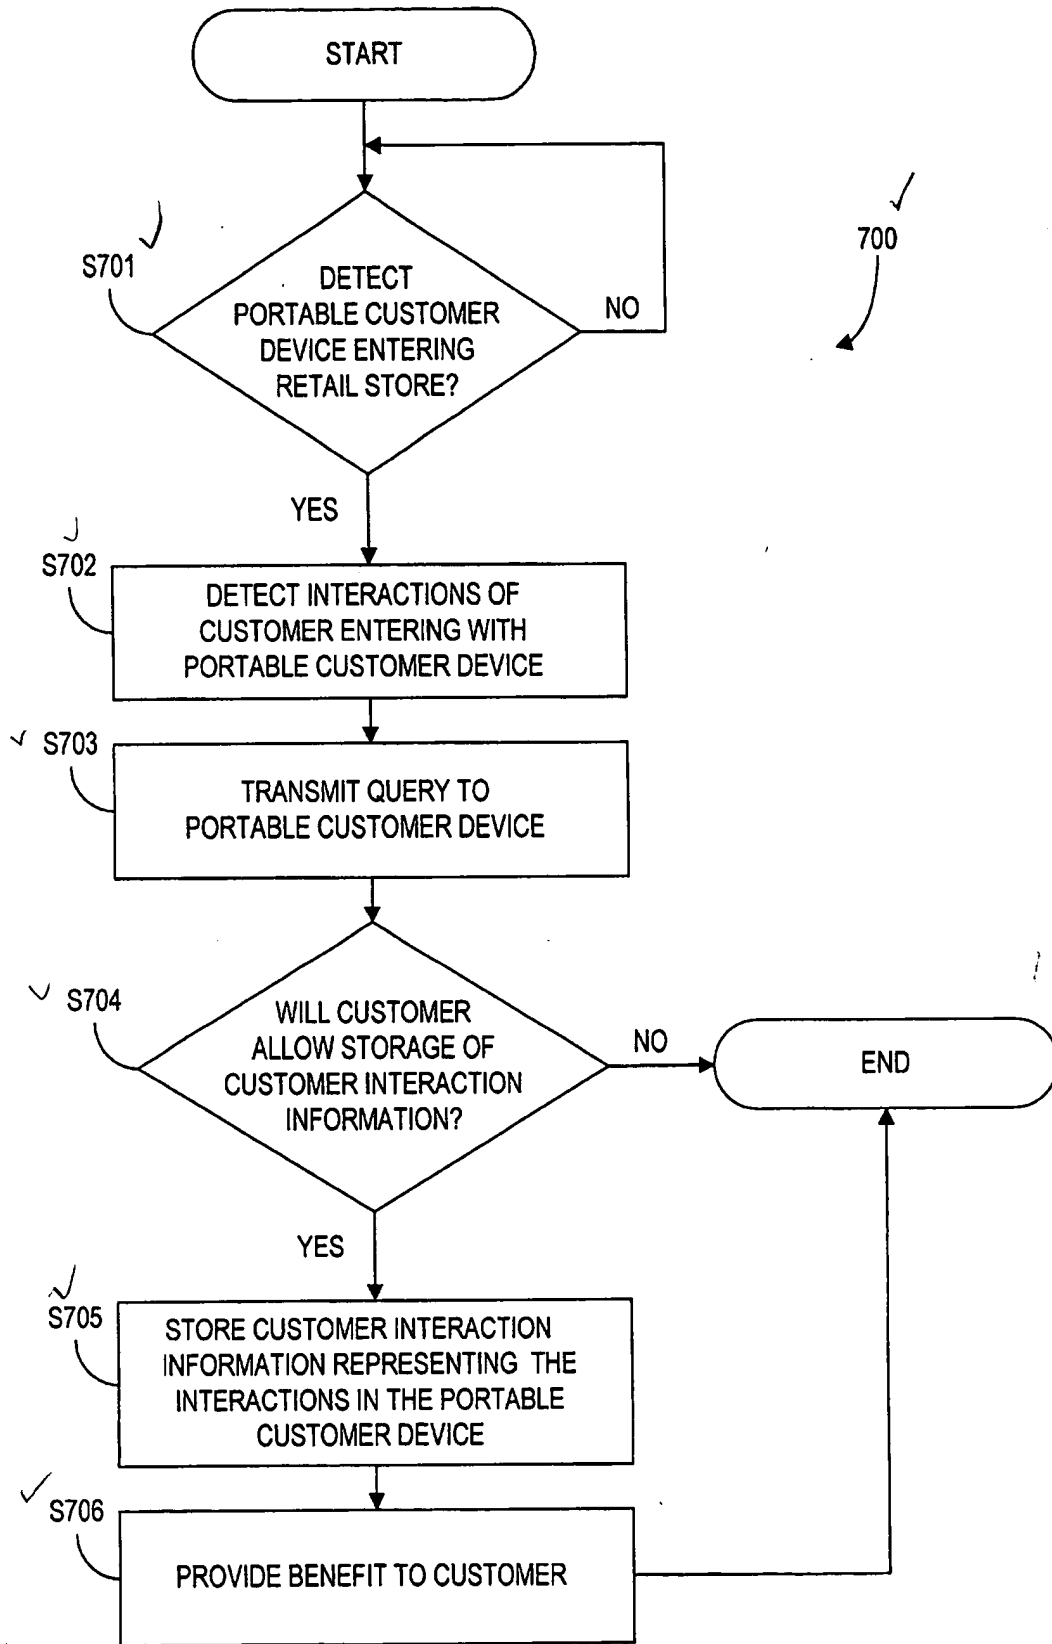 START
S701
700
DETECT
PORTABLE CUSTOMER
DEVICE ENTERING
RETAIL STORE?
NO
YES
S702
DETECT INTERACTIONS OF
CUSTOMER ENTERING WITH
PORTABLE CUSTOMER DEVICE
S703
TRANSMIT QUERY TO
PORTABLE CUSTOMER DEVICE
S704
WILL CUSTOMER
ALLOW STORAGE OF
CUSTOMER INTERACTION
INFORMATION?
NO
END
YES
S705
STORE CUSTOMER INTERACTION
INFORMATION REPRESENTING THE
INTERACTIONS IN THE PORTABLE
CUSTOMER DEVICE
S706
PROVIDE BENEFIT TO CUSTOMER